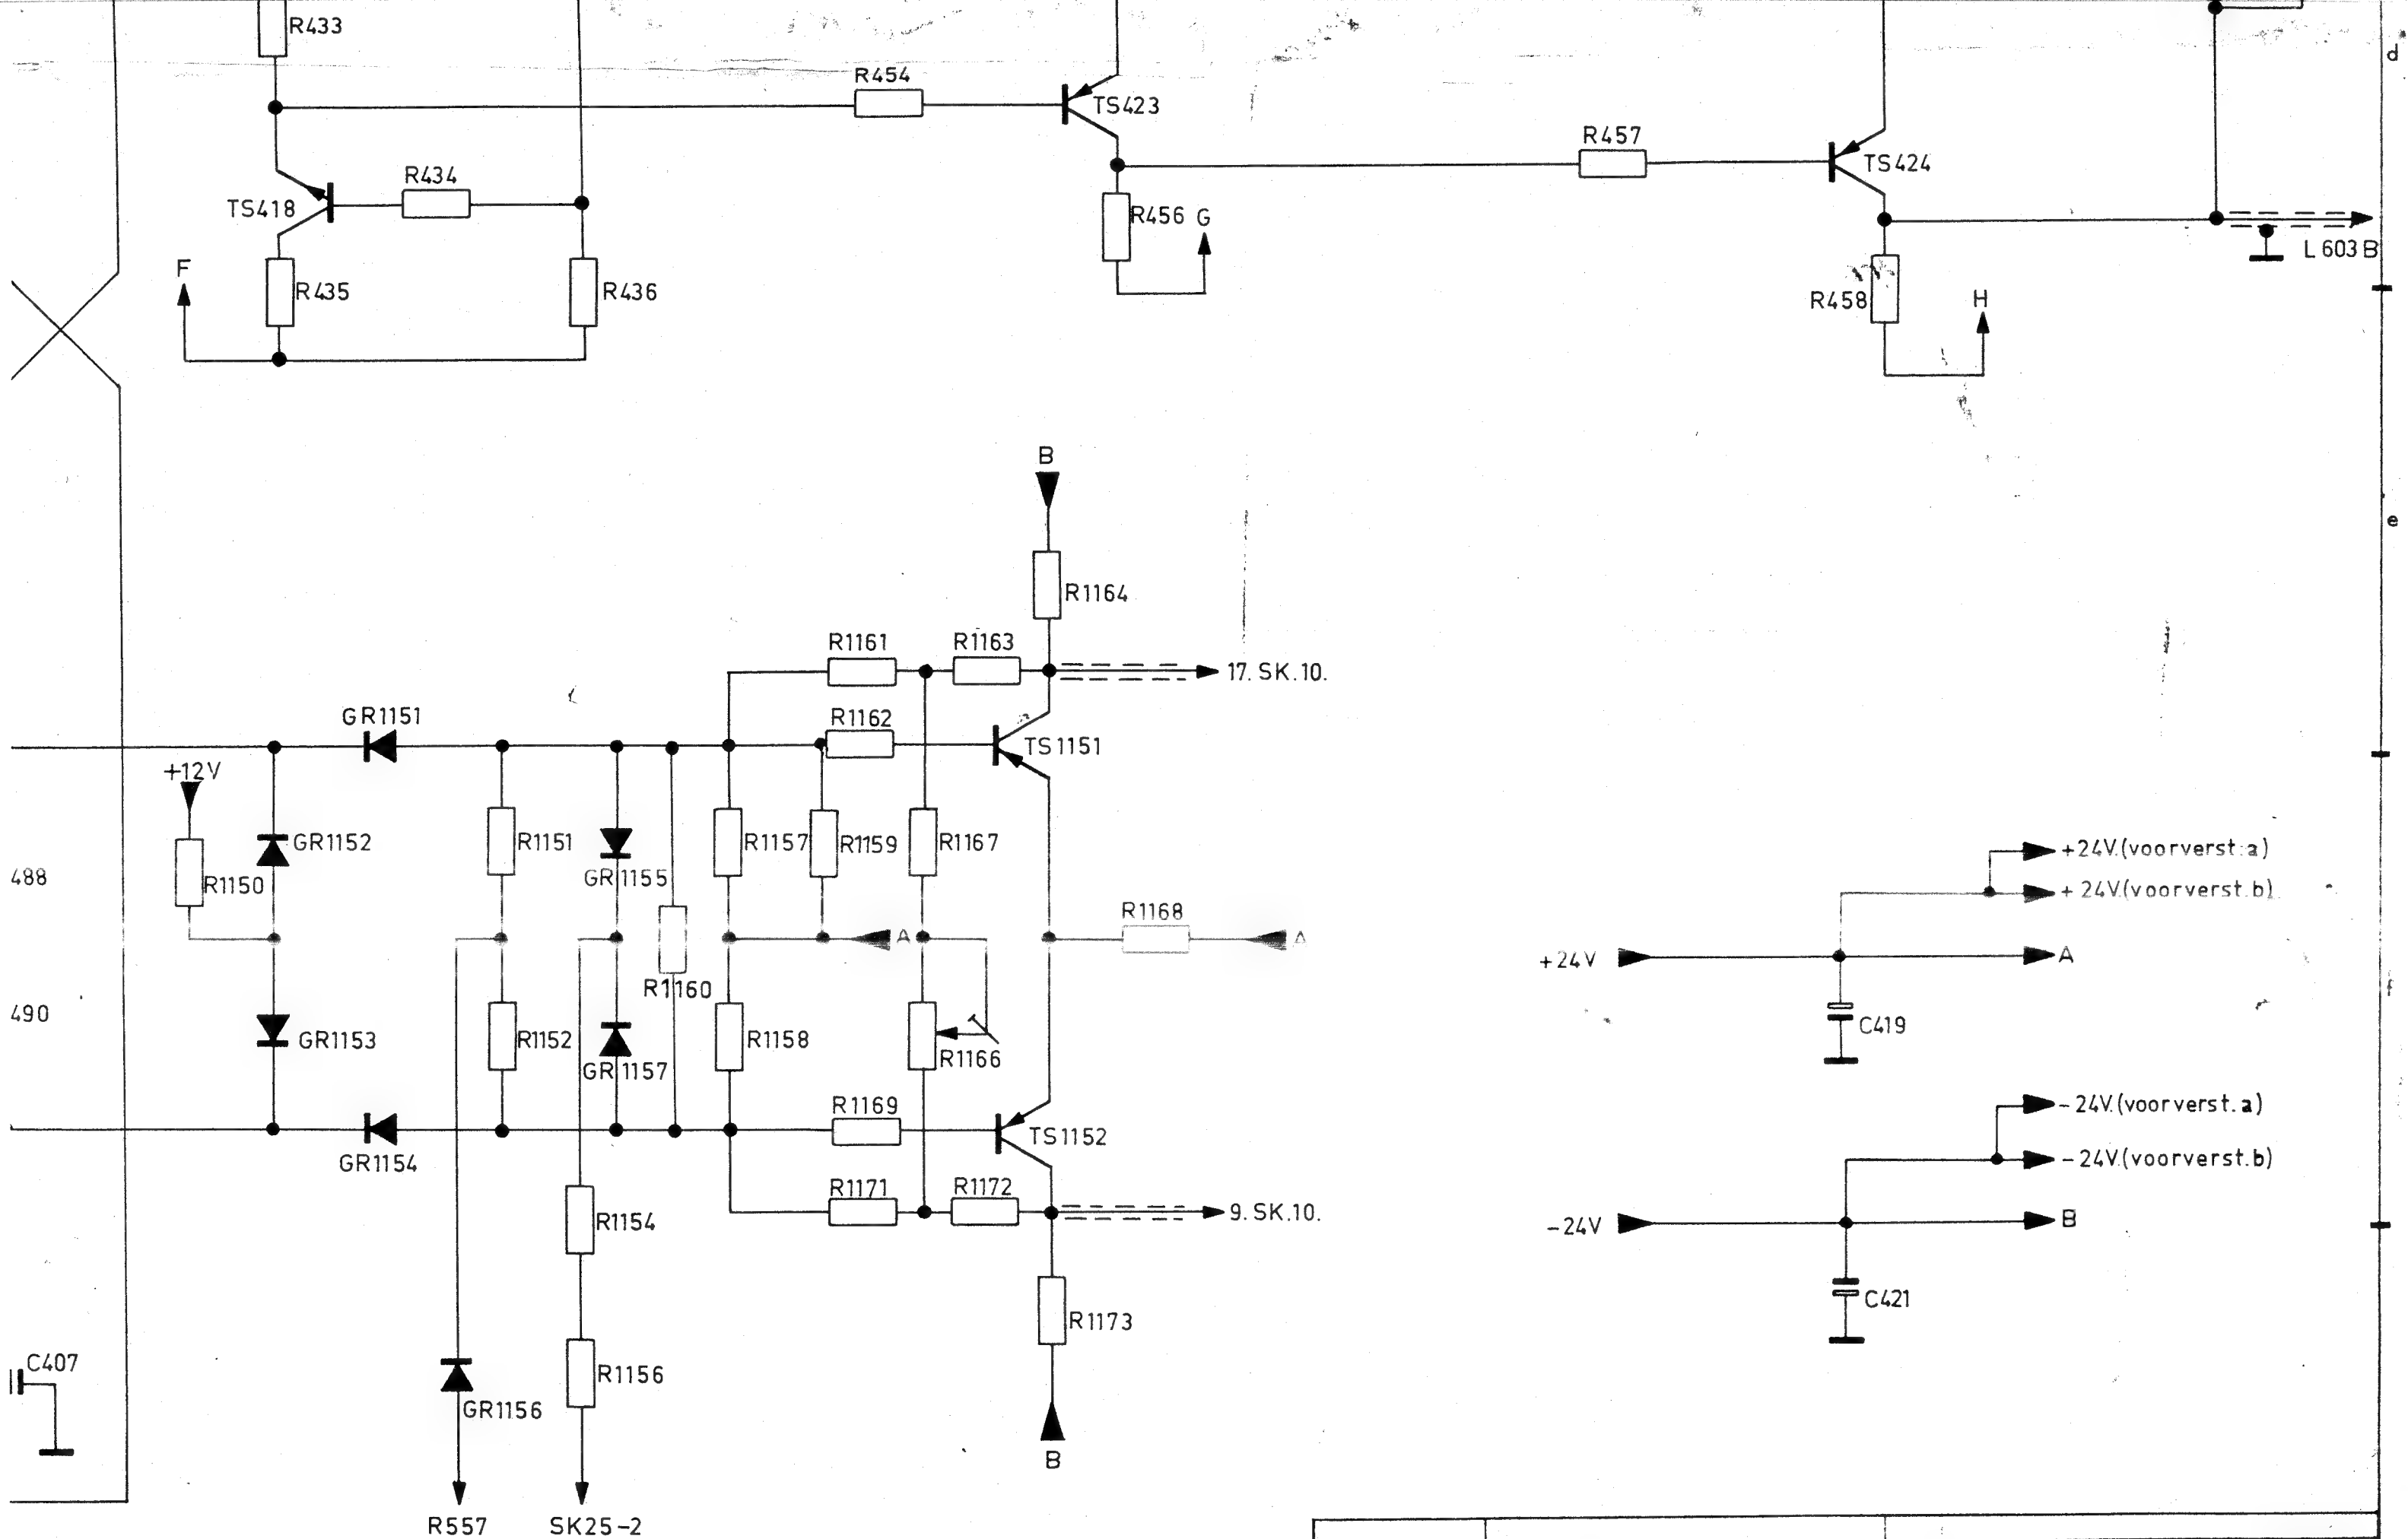 R433
d
R454
TS423
R457
TS424
R434
TS418
R456
G
L603B
F
R435
R436
R458
H
B
e
R1164
R1161
R1163
17.SK.10.
GR1151
R1162
TS1151
+12V
GR1152
R1151
R1157
R1159
R1167
+24V.(voorverst.a)
488
R1150
GR1155
+24V.(voorverst.b)
R1168
A
A
+24V
A
R1160
f
490
GR1153
R1152
R1158
R1166
C419
GR1157
R1169
-24V.(voorverst.a)
TS1152
GR1154
-24V.(voorverst.b)
R1171
R1172
R1154
9.SK.10.
-24V
B
C421
R1173
C407
R1156
GR1156
B
R557
SK25-2